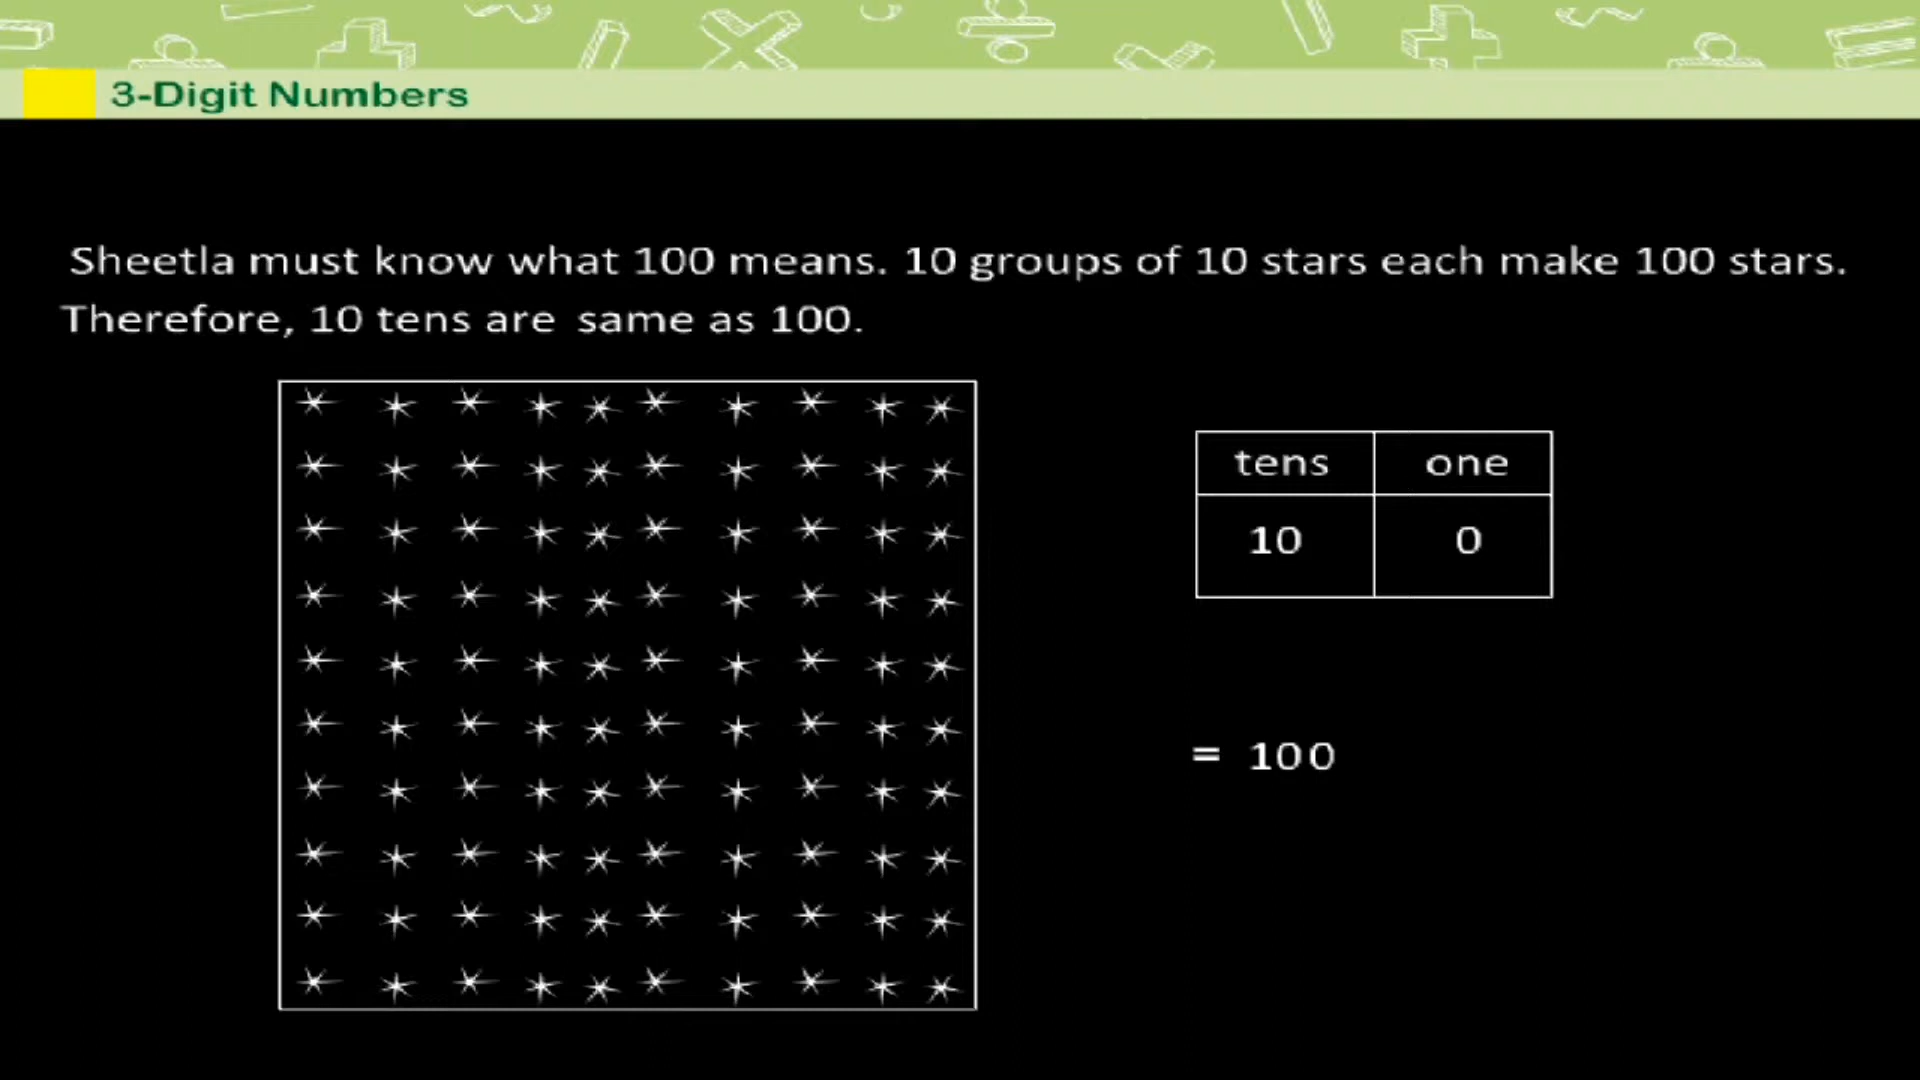 3-Digit Numbers
Sheetla must know what 100 means. 10 groups of 10 stars each make 100 stars.
Therefore, 10 tens are same as 100.
tens one
10 0
= 100